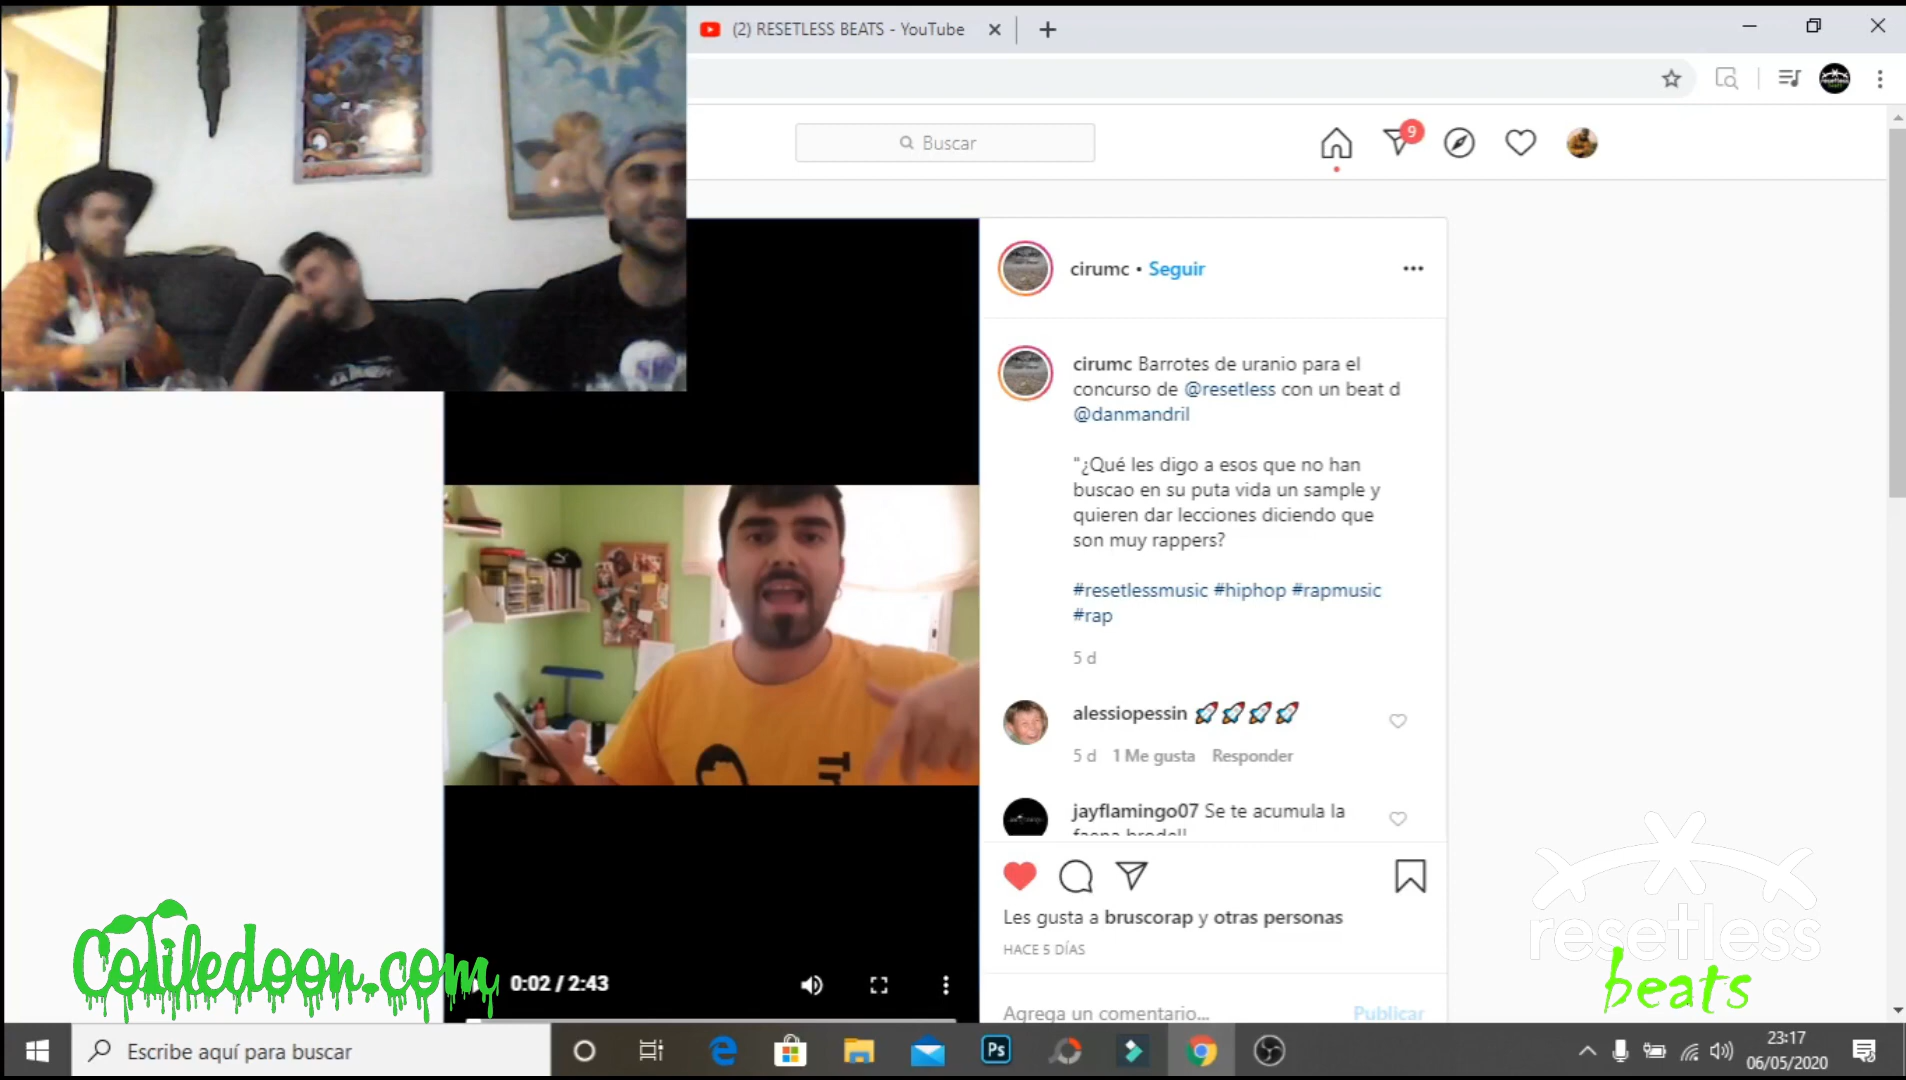 (2) RESETLESS BEATS - YouTube
Buscar
9
cirumc • Seguir
cirumc Barrotes de uranio para el
concurso de @resetless con un beat d
@danmandril
"¿Qué les digo a esos que no han
buscao en su puta vida un sample y
quieren dar lecciones diciendo que
son muy rappers?
#resetlessmusic #hiphop #rapmusic
#rap
5 d
alessiopessin 🚀🚀🚀🚀
5 d 1 Me gusta Responder
jayflamingo07 Se te acumula la
Les gusta a bruscorap y otras personas
HACE 5 DÍAS
Agrega un comentario... Publicar
0:02 / 2:43
Tr
Cotiledoon.com
resetless
beats
Escribe aquí para buscar
Ps
23:17
06/05/2020